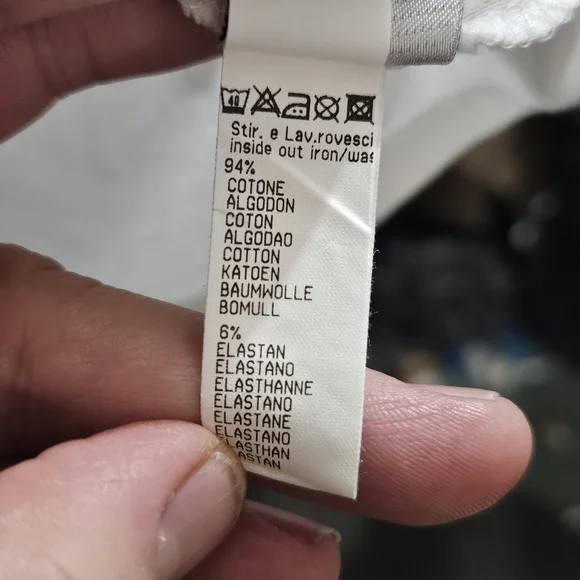 40
Stir. e Lav.rovesci
inside out iron/was
94%
COTONE
ALGODON
COTON
ALGODAO
COTTON
KATOEN
BAUMWOLLE
BOMULL
6%
ELASTAN
ELASTANO
ELASTHANNE
ELASTANO
ELASTANE
ELASTANO
ELASTHAN
ELASTAN